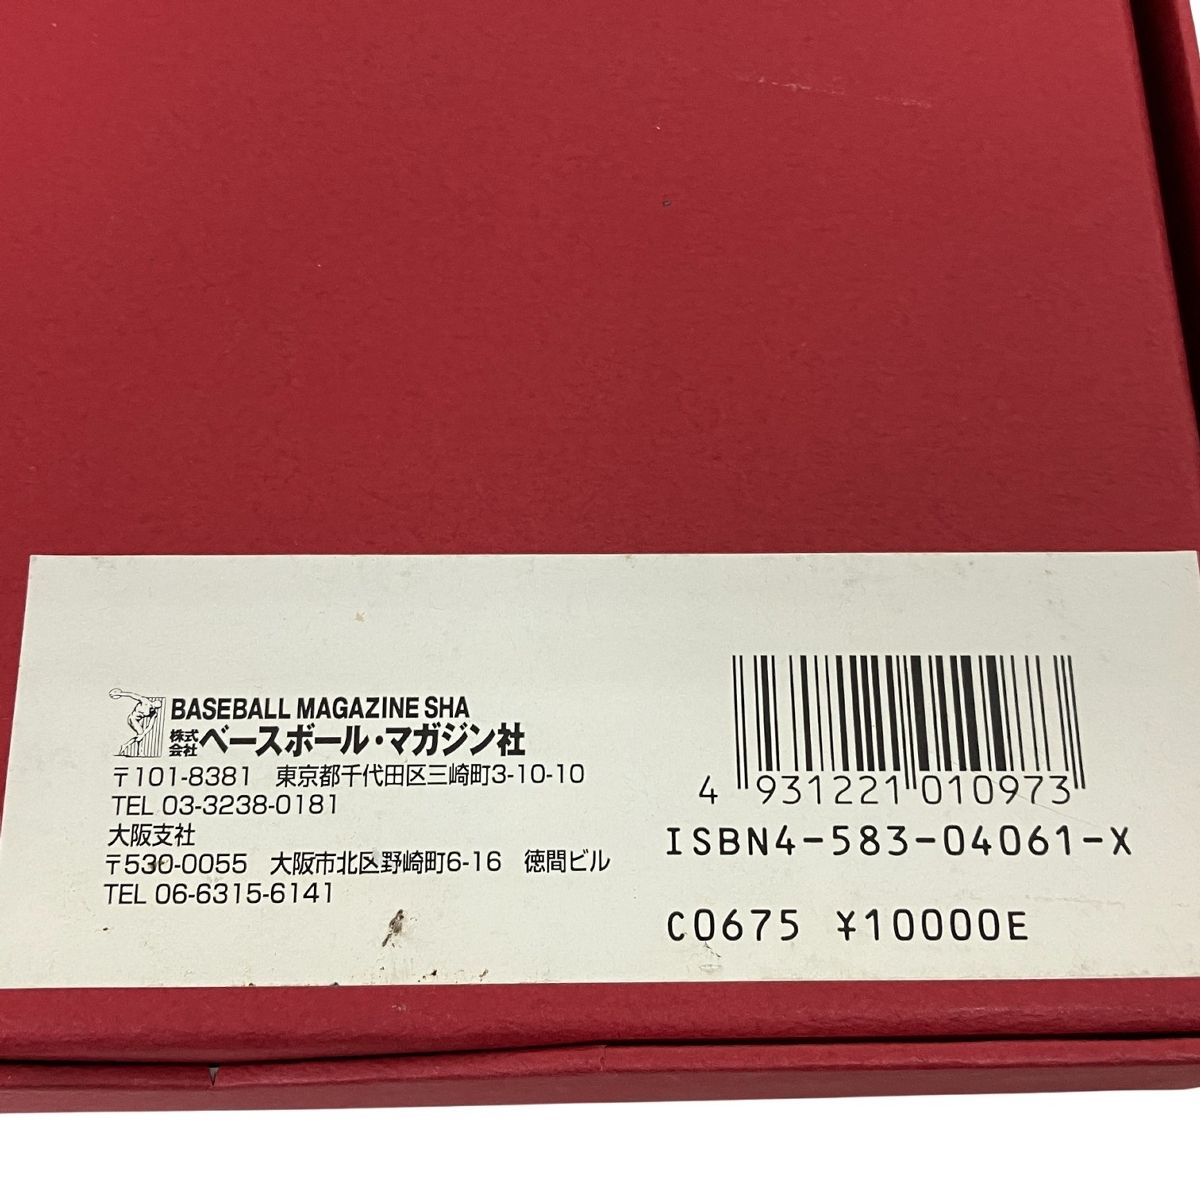 BASEBALL MAGAZINE SHA
株式会社 ベースボール・マガジン社
〒101-8381 東京都千代田区三崎町3-10-10
TEL 03-3238-0181
大阪支社
〒530-0055 大阪市北区野崎町6-16 徳間ビル
TEL 06-6315-6141
4 931221 010973
ISBN4-583-04061-X
C0675 ¥10000E